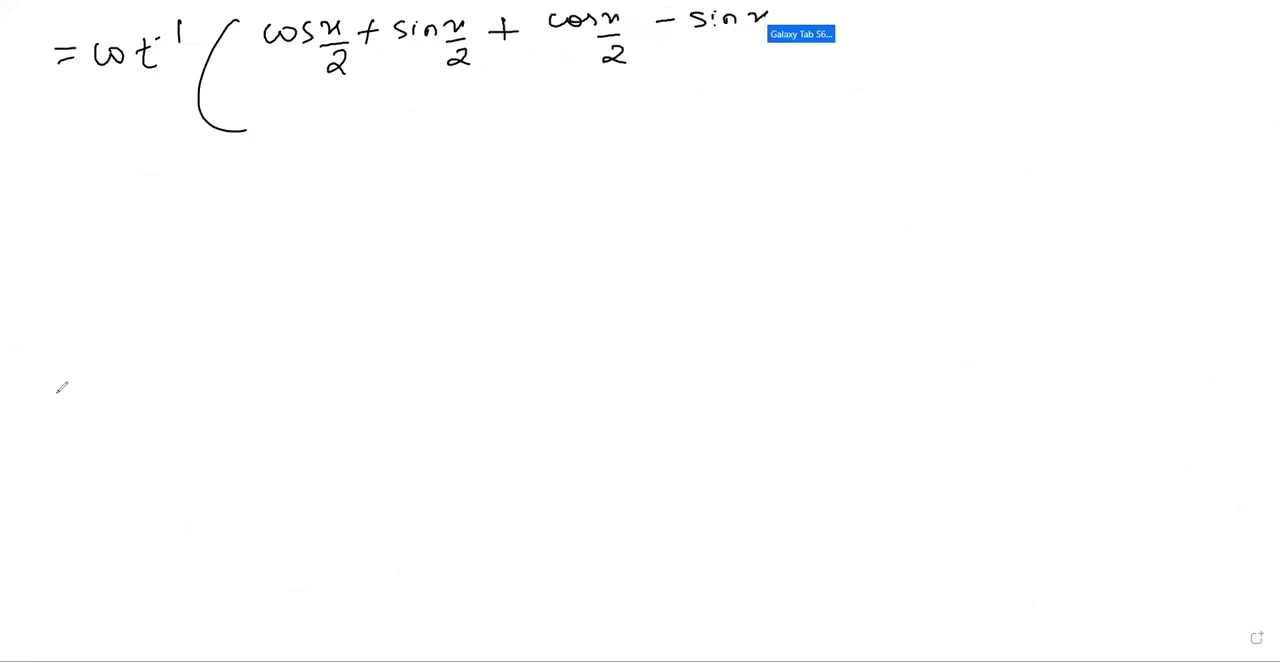 = cot⁻¹ ( cos x/2 + sin x/2 + cos x/2 - sin x
Galaxy Tab S6...